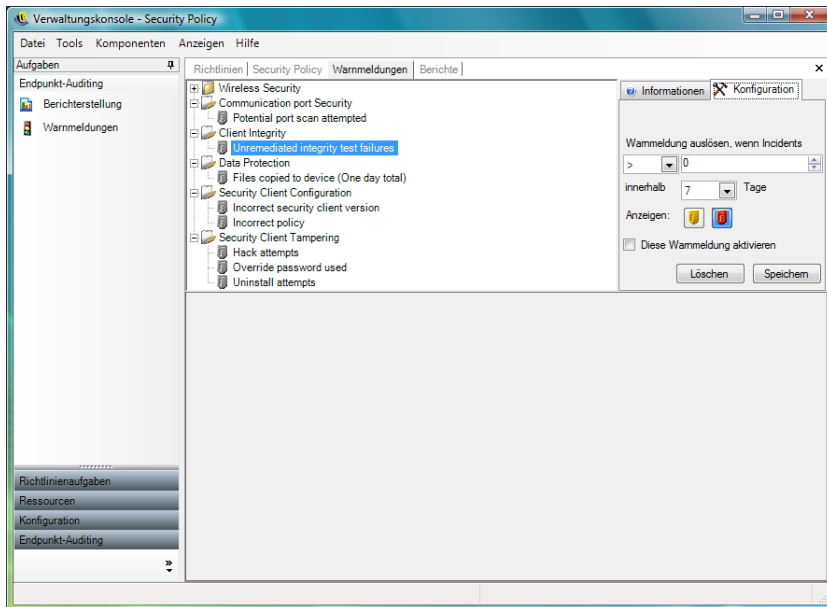 Verwaltungskonsole - Security Policy
Datei Tools Komponenten Anzeigen Hilfe
Aufgaben
Endpunkt-Auditing
Berichterstellung
Warnmeldungen
Richtlinienaufgaben
Ressourcen
Konfiguration
Endpunkt-Auditing
Richtlinien Security Policy Warnmeldungen Berichte
Wireless Security
Communication port Security
Potential port scan attempted
Client Integrity
Unremediated integrity test failures
Data Protection
Files copied to device (One day total)
Security Client Configuration
Incorrect security client version
Incorrect policy
Security Client Tampering
Hack attempts
Override password used
Uninstall attempts
Informationen Konfiguration
Warnmeldung auslösen, wenn Incidents
> 0
innerhalb 7 Tage
Anzeigen:
Diese Warnmeldung aktivieren
Löschen Speichern